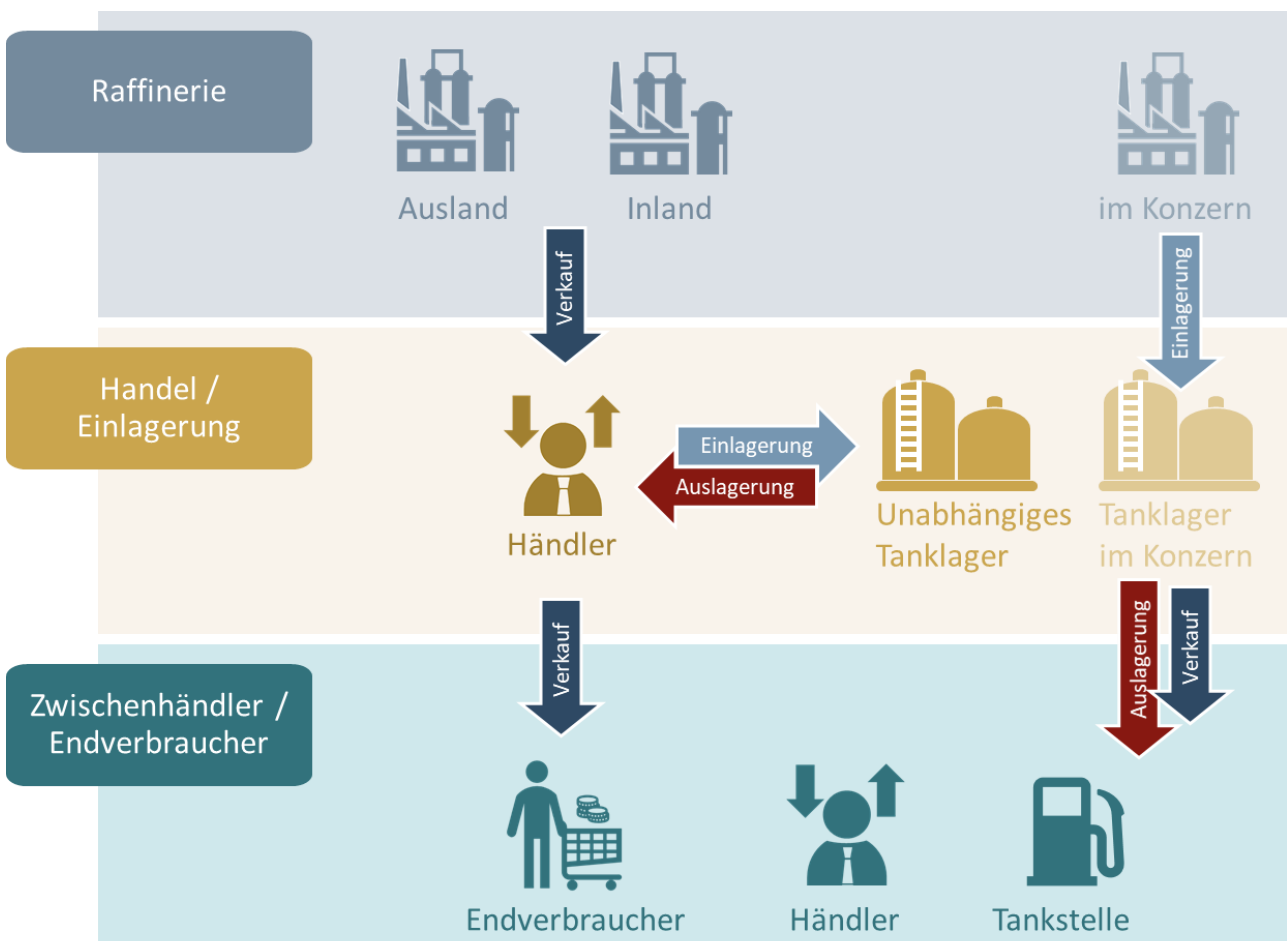 Raffinerie
Ausland
Inland
im Konzern
Verkauf
Einlagerung
Handel /
Einlagerung
Händler
Einlagerung
Auslagerung
Unabhängiges
Tanklager
Tanklager
im Konzern
Verkauf
Auslagerung
Verkauf
Zwischenhändler /
Endverbraucher
Endverbraucher
Händler
Tankstelle